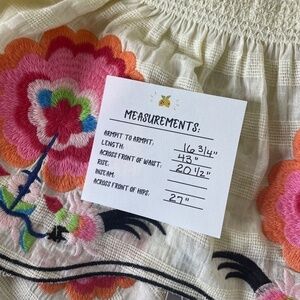 MEASUREMENTS:
ARMPIT TO ARMPIT: 16 3/4"
LENGTH: 43"
ACROSS FRONT OF WAIST: 20 1/2"
RISE:
INSEAM:
ACROSS FRONT OF HIPS: 27"